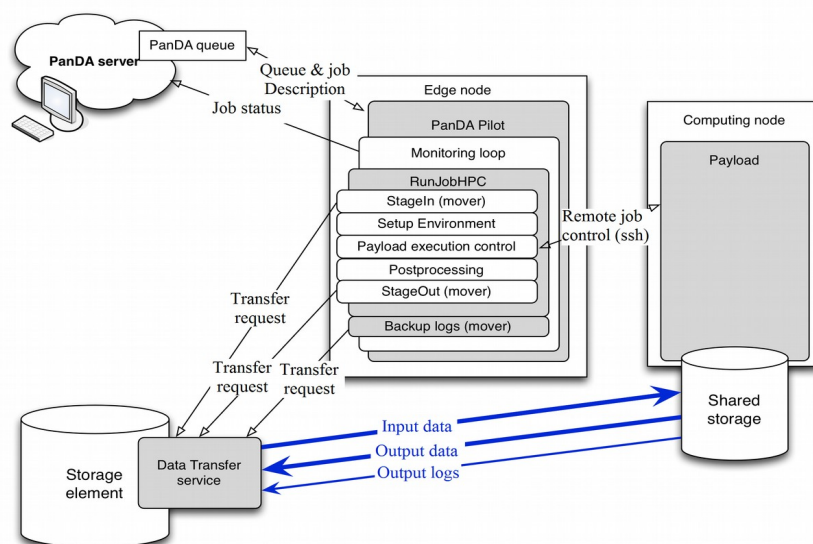 PanDA queue
PanDA server
Queue & job
Description
Job status
Edge node
PanDA Pilot
Monitoring loop
RunJobHPC
StageIn (mover)
Setup Environment
Payload execution control
Postprocessing
StageOut (mover)
Backup logs (mover)
Remote job
control (ssh)
Computing node
Payload
Transfer
request
Transfer
request
Transfer
request
Shared
storage
Input data
Output data
Output logs
Storage
element
Data Transfer
service